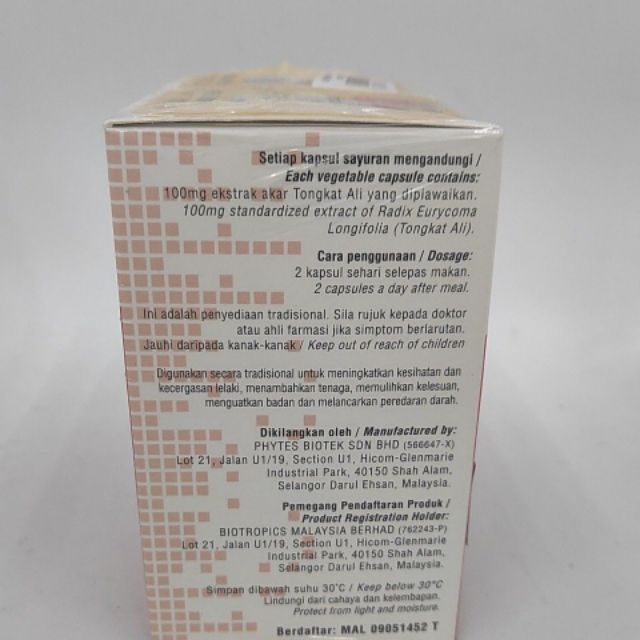 Setiap kapsul sayuran mengandungi /
Each vegetable capsule contains:
100mg ekstrak akar Tongkat Ali yang dipiawaikan.
100mg standardized extract of Radix Eurycoma
Longifolia (Tongkat Ali).
Cara penggunaan / Dosage:
2 kapsul sehari selepas makan.
2 capsules a day after meal.
Ini adalah penyediaan tradisional. Sila rujuk kepada doktor
atau ahli farmasi jika simptom berlarutan.
Jauhi daripada kanak-kanak / Keep out of reach of children
Digunakan secara tradisional untuk meningkatkan kesihatan dan
kecergasan lelaki, menambahkan tenaga, memulihkan kelesuan,
menguatkan badan dan melancarkan peredaran darah.
Dikilangkan oleh / Manufactured by:
PHYTES BIOTEK SDN BHD (566647-X)
Lot 21, Jalan U1/19, Section U1, Hicom-Glenmarie
Industrial Park, 40150 Shah Alam,
Selangor Darul Ehsan, Malaysia.
Pemegang Pendaftaran Produk /
Product Registration Holder:
BIOTROPICS MALAYSIA BERHAD (762243-P)
Lot 21, Jalan U1/19, Section U1, Hicom-Glenmarie
Industrial Park, 40150 Shah Alam,
Selangor Darul Ehsan, Malaysia.
Simpan dibawah suhu 30°C / Keep below 30°C
Lindungi dari cahaya dan kelembapan.
Protect from light and moisture.
Berdaftar: MAL 09051452 T